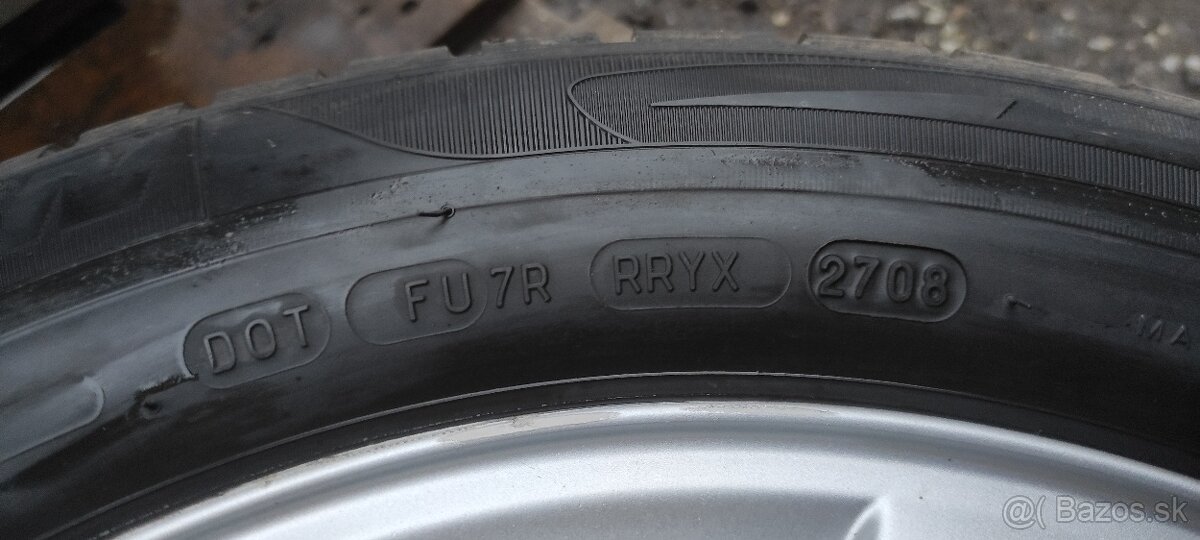 DOT FU7R RRYX 2708
@( Bazos.sk